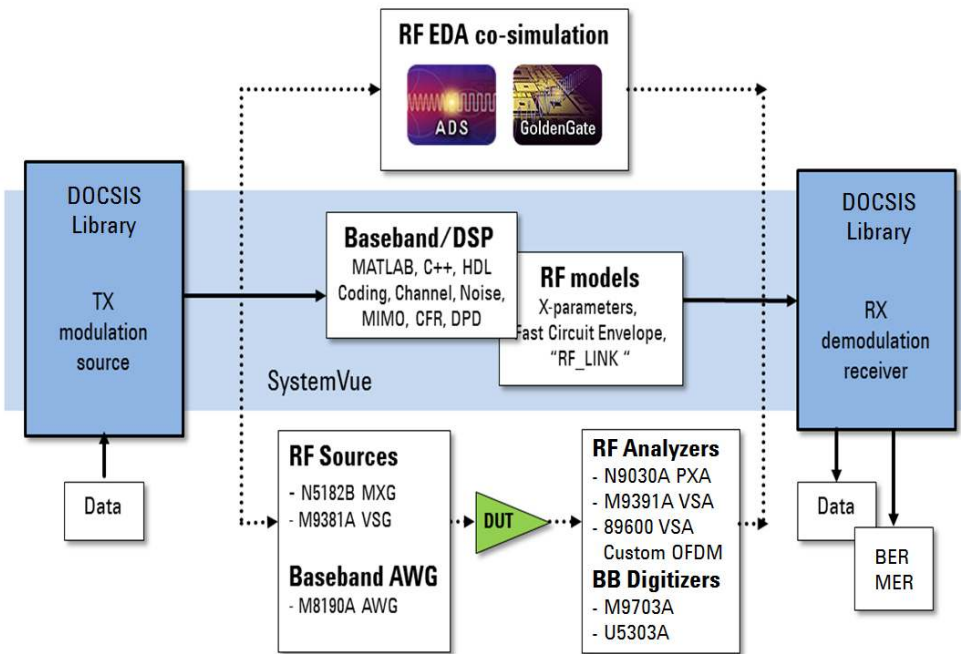 RF EDA co-simulation
ADS
GoldenGate
DOCSIS
Library
TX
modulation
source
Baseband/DSP
MATLAB, C++, HDL
Coding, Channel, Noise,
MIMO, CFR, DPD
RF models
X-parameters,
Fast Circuit Envelope,
“RF_LINK “
DOCSIS
Library
RX
demodulation
receiver
SystemVue
Data
RF Sources
- N5182B MXG
- M9381A VSG
Baseband AWG
- M8190A AWG
DUT
RF Analyzers
- N9030A PXA
- M9391A VSA
- 89600 VSA
Custom OFDM
BB Digitizers
- M9703A
- U5303A
Data
BER
MER